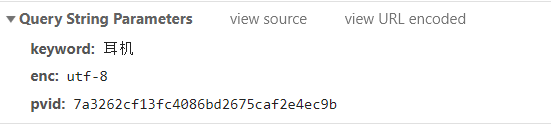 ▼Query String Parameters view source view URL encoded
keyword: 耳机
enc: utf-8
pvid: 7a3262cf13fc4086bd2675caf2e4ec9b